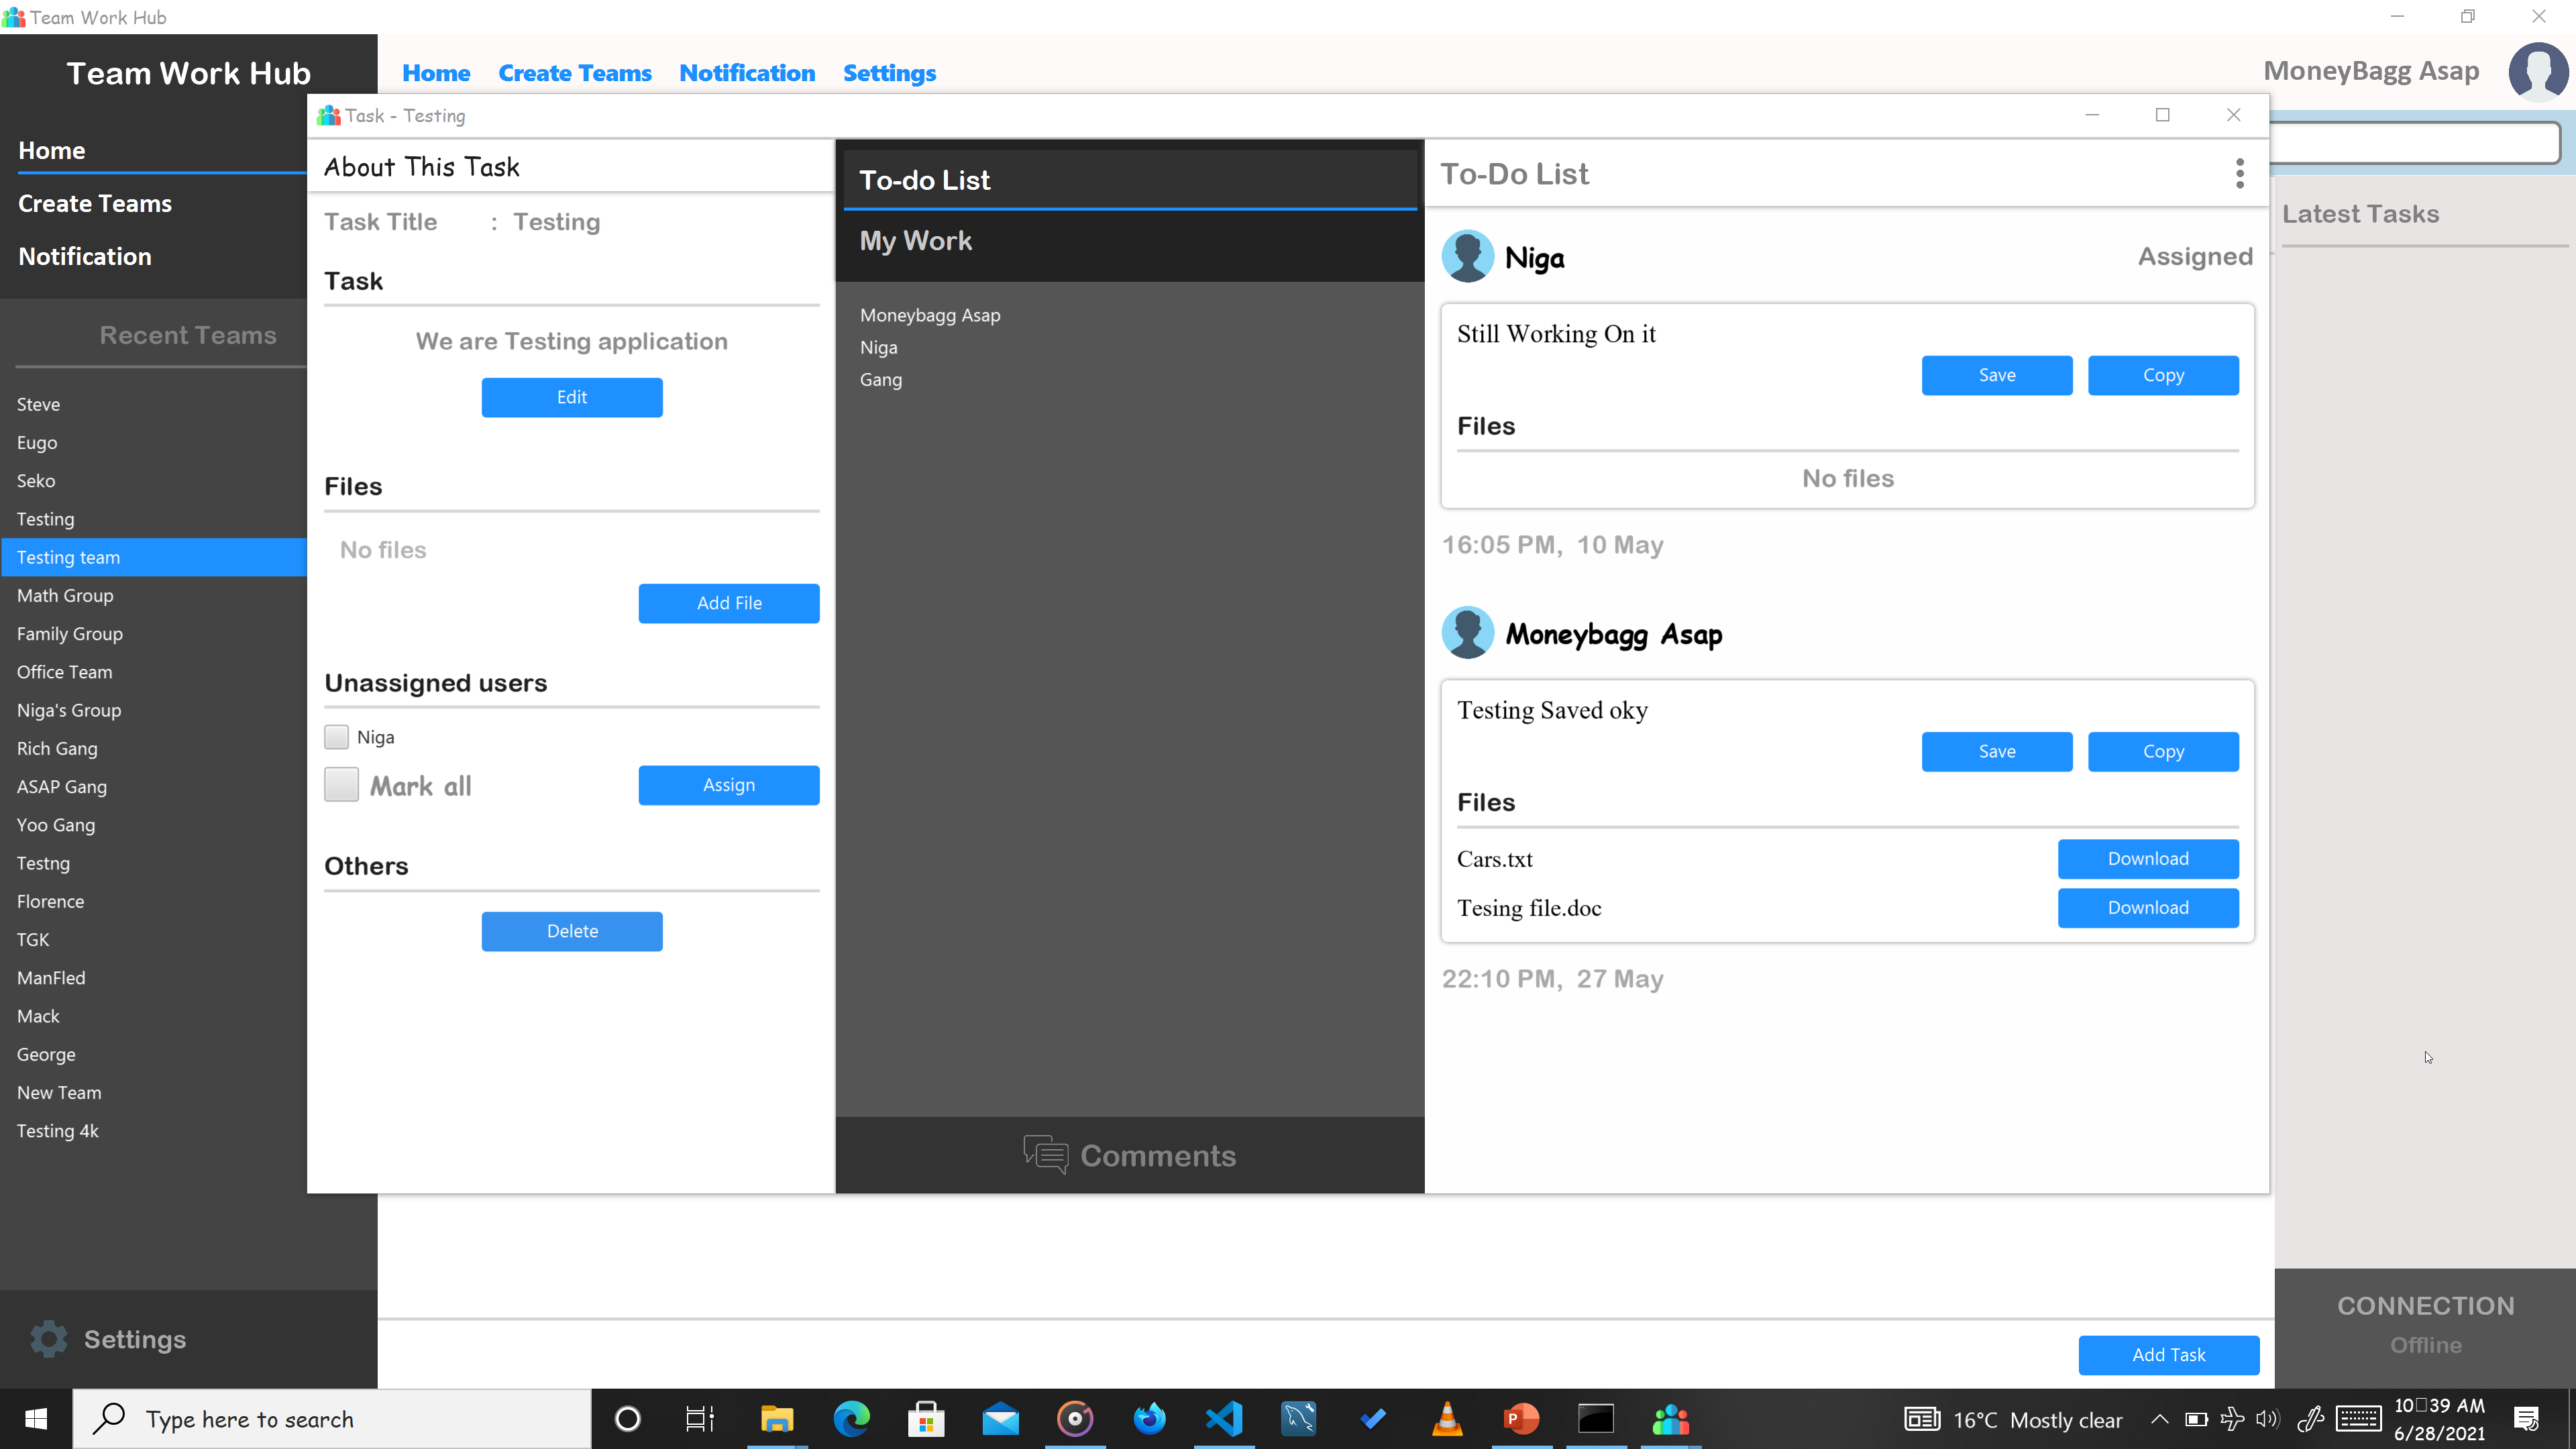 Team Work Hub
Team Work Hub
Home
Create Teams
Notification
Settings
MoneyBagg Asap
Home
Create Teams
Notification
Recent Teams
Steve
Eugo
Seko
Testing
Testing team
Math Group
Family Group
Office Team
Niga's Group
Rich Gang
ASAP Gang
Yoo Gang
Testng
Florence
TGK
ManFled
Mack
George
New Team
Testing 4k
Settings
Task - Testing
About This Task
Task Title : Testing
Task
We are Testing application
Edit
Files
No files
Add File
Unassigned users
Niga
Mark all
Assign
Others
Delete
To-do List
My Work
Moneybagg Asap
Niga
Gang
Comments
To-Do List
Niga
Assigned
Still Working On it
Save
Copy
Files
No files
16:05 PM, 10 May
Moneybagg Asap
Testing Saved oky
Save
Copy
Files
Cars.txt
Download
Tesing file.doc
Download
22:10 PM, 27 May
Latest Tasks
CONNECTION
Offline
Add Task
Type here to search
16°C Mostly clear
10□39 AM
6/28/2021